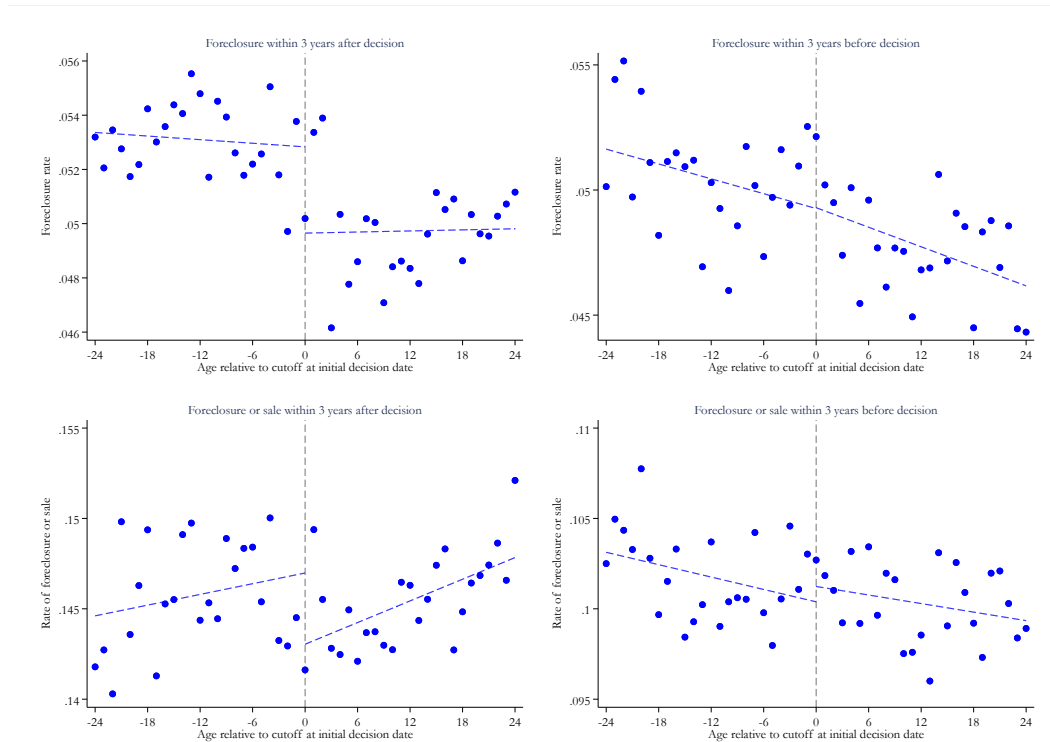 Foreclosure within 3 years after decision
.056
.054
.052
.05
.048
.046
Foreclosure rate
-24 -18 -12 -6 0 6 12 18 24
Age relative to cutoff at initial decision date
Foreclosure within 3 years before decision
.055
.05
.045
Foreclosure rate
-24 -18 -12 -6 0 6 12 18 24
Age relative to cutoff at initial decision date
Foreclosure or sale within 3 years after decision
.155
.15
.145
.14
Rate of foreclosure or sale
-24 -18 -12 -6 0 6 12 18 24
Age relative to cutoff at initial decision date
Foreclosure or sale within 3 years before decision
.11
.105
.1
.095
Rate of foreclosure or sale
-24 -18 -12 -6 0 6 12 18 24
Age relative to cutoff at initial decision date